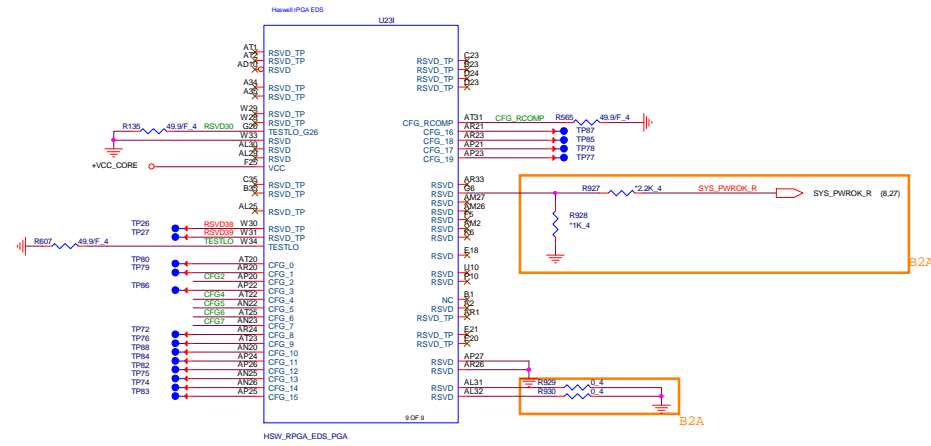 Haswell rPGA EDS
U23I
AT1 RSVD_TP
AT2 RSVD_TP
AD10 RSVD
A34 RSVD_TP
A35 RSVD_TP
W29 RSVD_TP
W28 RSVD_TP
R135 49.9/F_4 RSVD30 G26 TESTLO_G26
W33 RSVD
AL30 RSVD
AL29 RSVD
+VCC_CORE F25 VCC
C35 RSVD_TP
B35 RSVD_TP
AL25 RSVD_TP
TP26 RSVD38 W30 RSVD_TP
TP27 RSVD39 W31 RSVD_TP
R607 49.9/F_4 TESTLO W34 TESTLO
TP80 AT20 CFG_0
TP79 AR20 CFG_1
CFG2 AP20 CFG_2
TP86 AP22 CFG_3
CFG4 AT22 CFG_4
CFG5 AN22 CFG_5
CFG6 AT25 CFG_6
CFG7 AN23 CFG_7
TP72 AR24 CFG_8
TP76 AT23 CFG_9
TP88 AN20 CFG_10
TP84 AP24 CFG_11
TP82 AP26 CFG_12
TP75 AN25 CFG_13
TP74 AN26 CFG_14
TP83 AP25 CFG_15
RSVD_TP C23
RSVD_TP B23
RSVD_TP D24
RSVD_TP D23
CFG_RCOMP AT31 CFG_RCOMP R565 49.9/F_4
CFG_16 AR21 TP87
CFG_18 AR23 TP85
CFG_17 AP21 TP78
CFG_19 AP23 TP77
RSVD AR33
RSVD G6 R927 *2.2K_4 SYS_PWROK_R SYS_PWROK_R {8,27}
RSVD AM27
RSVD AM26
RSVD F5
RSVD AM2
RSVD K6
R928
*1K_4
RSVD E18
RSVD U10
RSVD P10
B2A
NC B1
RSVD A2
RSVD_TP AR1
RSVD_TP E21
RSVD_TP E20
RSVD AP27
RSVD AR26
RSVD AL31 R929 0_4
RSVD AL32 R930 0_4
B2A
9 OF 9
HSW_RPGA_EDS_PGA